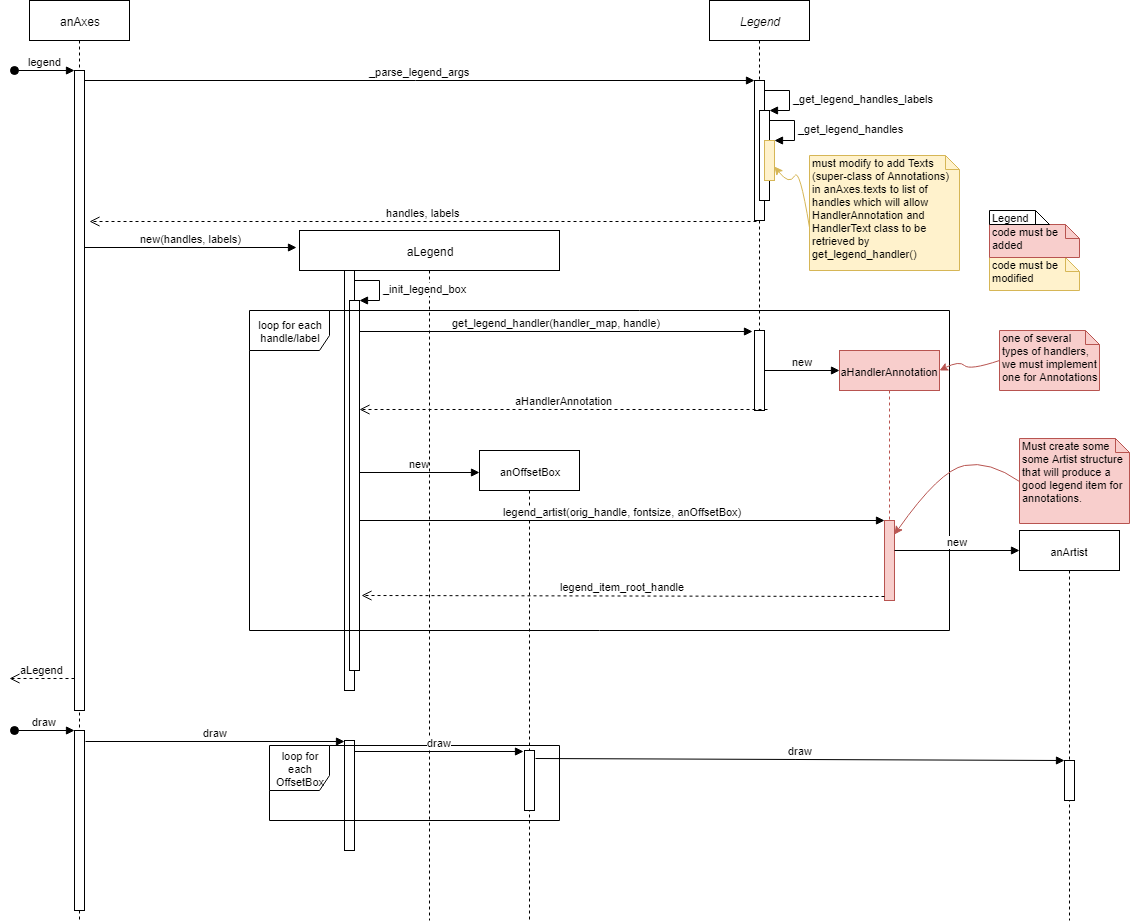 anAxes
Legend
legend
_parse_legend_args
_get_legend_handles_labels
_get_legend_handles
must modify to add Texts
(super-class of Annotations)
in anAxes.texts to list of
handles which will allow
HandlerAnnotation and
HandlerText class to be
retrieved by
get_legend_handler()
handles, labels
Legend
code must be
added
code must be
modified
new(handles, labels)
aLegend
_init_legend_box
loop for each
handle/label
get_legend_handler(handler_map, handle)
new
aHandlerAnnotation
one of several
types of handlers,
we must implement
one for Annotations
aHandlerAnnotation
new
anOffsetBox
Must create some
some Artist structure
that will produce a
good legend item for
annotations.
legend_artist(orig_handle, fontsize, anOffsetBox)
new
anArtist
legend_item_root_handle
aLegend
draw
draw
draw
draw
loop for
each
OffsetBox